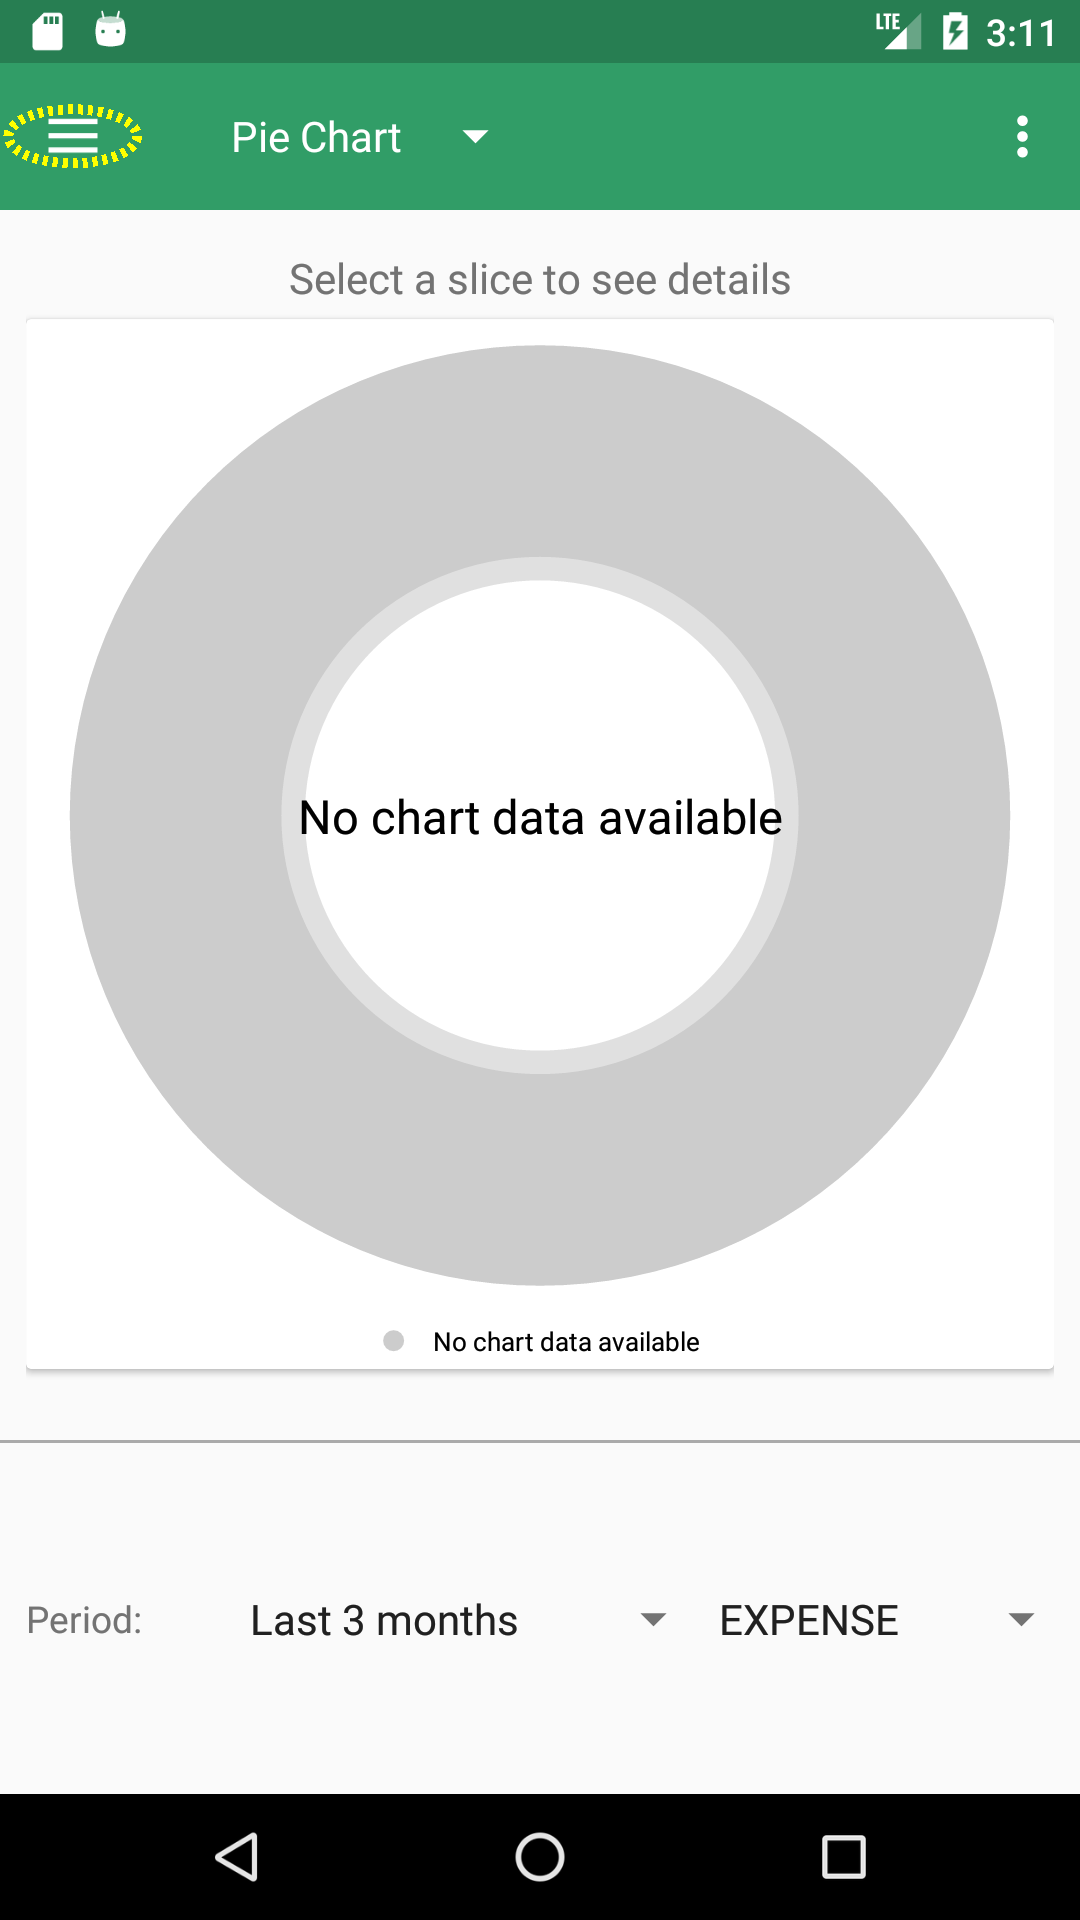 LTE 3:11
Pie Chart
Select a slice to see details
No chart data available
No chart data available
Period: Last 3 months EXPENSE